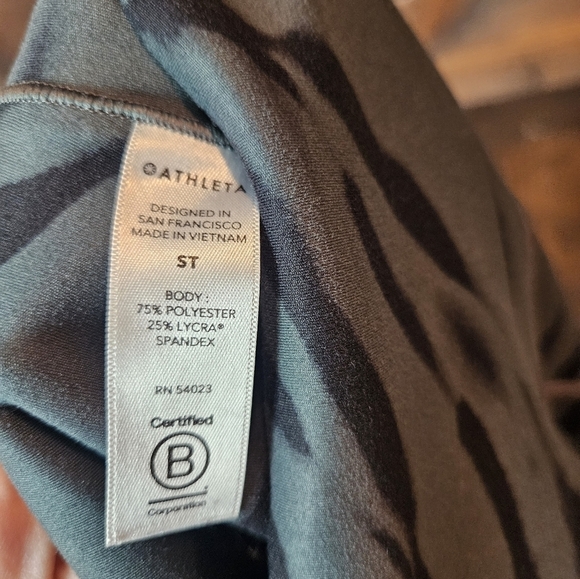 ATHLETA
DESIGNED IN
SAN FRANCISCO
MADE IN VIETNAM
ST
BODY :
75% POLYESTER
25% LYCRA®
SPANDEX
RN 54023
Certified
B
Corporation